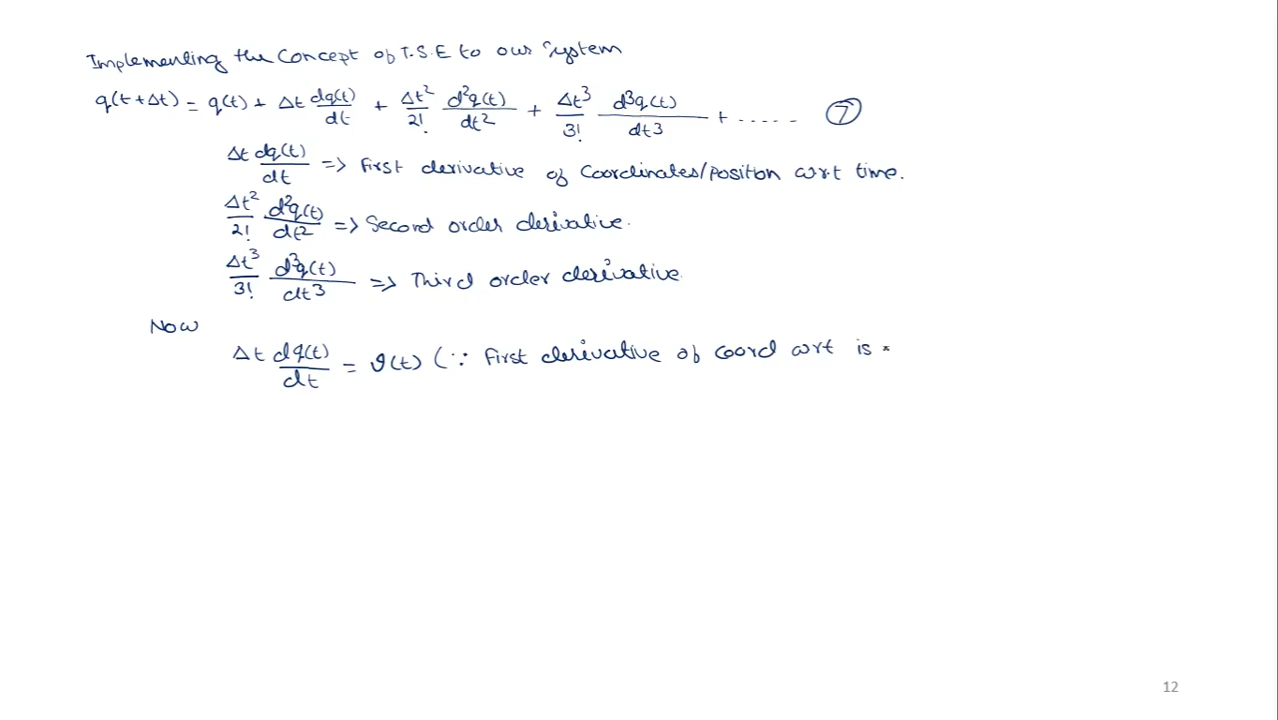 Implementing the Concept of T.S.E to our System
q(t+Δt) = q(t) + Δt dq(t)/dt + Δt²/2! d²q(t)/dt² + Δt³/3! d³q(t)/dt3 + ..... ⑦
Δt dq(t)/dt => First derivative of Coordinates/position wrt time.
Δt²/2! d²q(t)/dt2 => Second order derivative.
Δt³/3! d³q(t)/dt3 => Third order derivative.
Now
Δt dq(t)/dt = ϑ(t) (∵ First derivative of coord wrt is
12